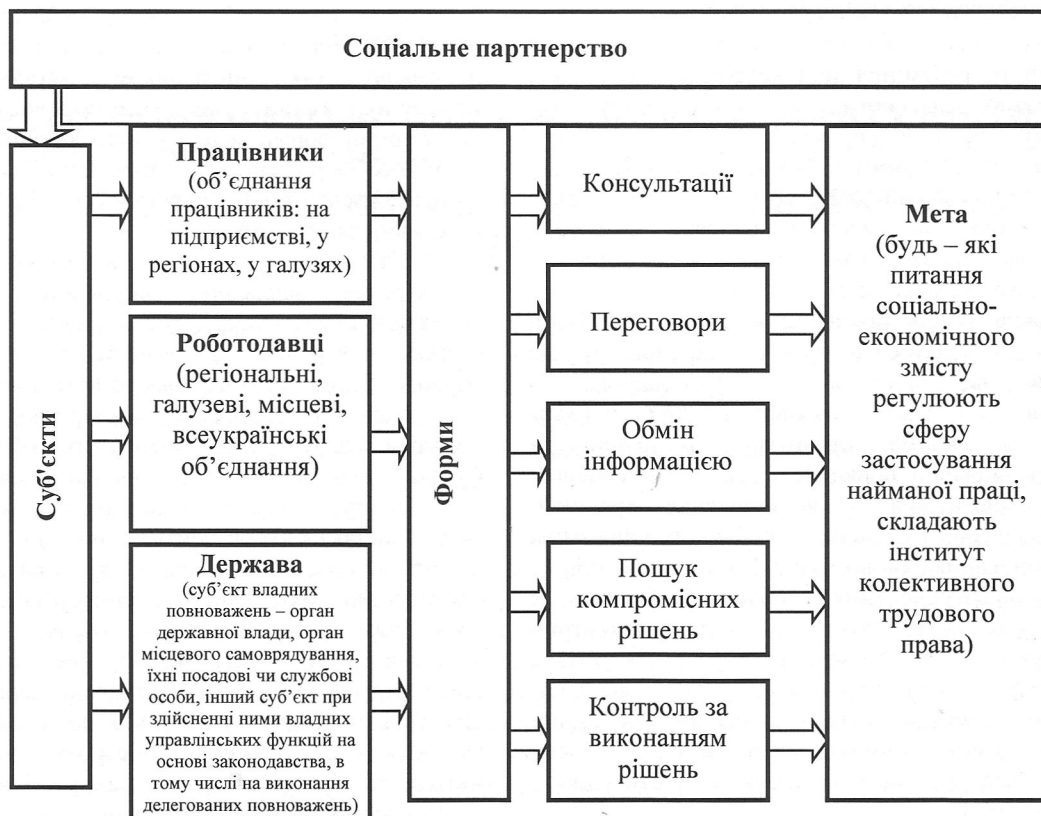 Соціальне партнерство
Суб'єкти
Працівники
(об’єднання
працівників: на
підприємстві, у
регіонах, у галузях)
Роботодавці
(регіональні,
галузеві, місцеві,
всеукраїнські
об’єднання)
Держава
(суб’єкт владних
повноважень – орган
державної влади, орган
місцевого самоврядування,
їхні посадові чи службові
особи, інший суб’єкт при
здійсненні ними владних
управлінських функцій на
основі законодавства, в
тому числі на виконання
делегованих повноважень)
Форми
Консультації
Переговори
Обмін
інформацією
Пошук
компромісних
рішень
Контроль за
виконанням
рішень
Мета
(будь – які
питання
соціально-
економічного
змісту
регулюють
сферу
застосування
найманої праці,
складають
інститут
колективного
трудового
права)